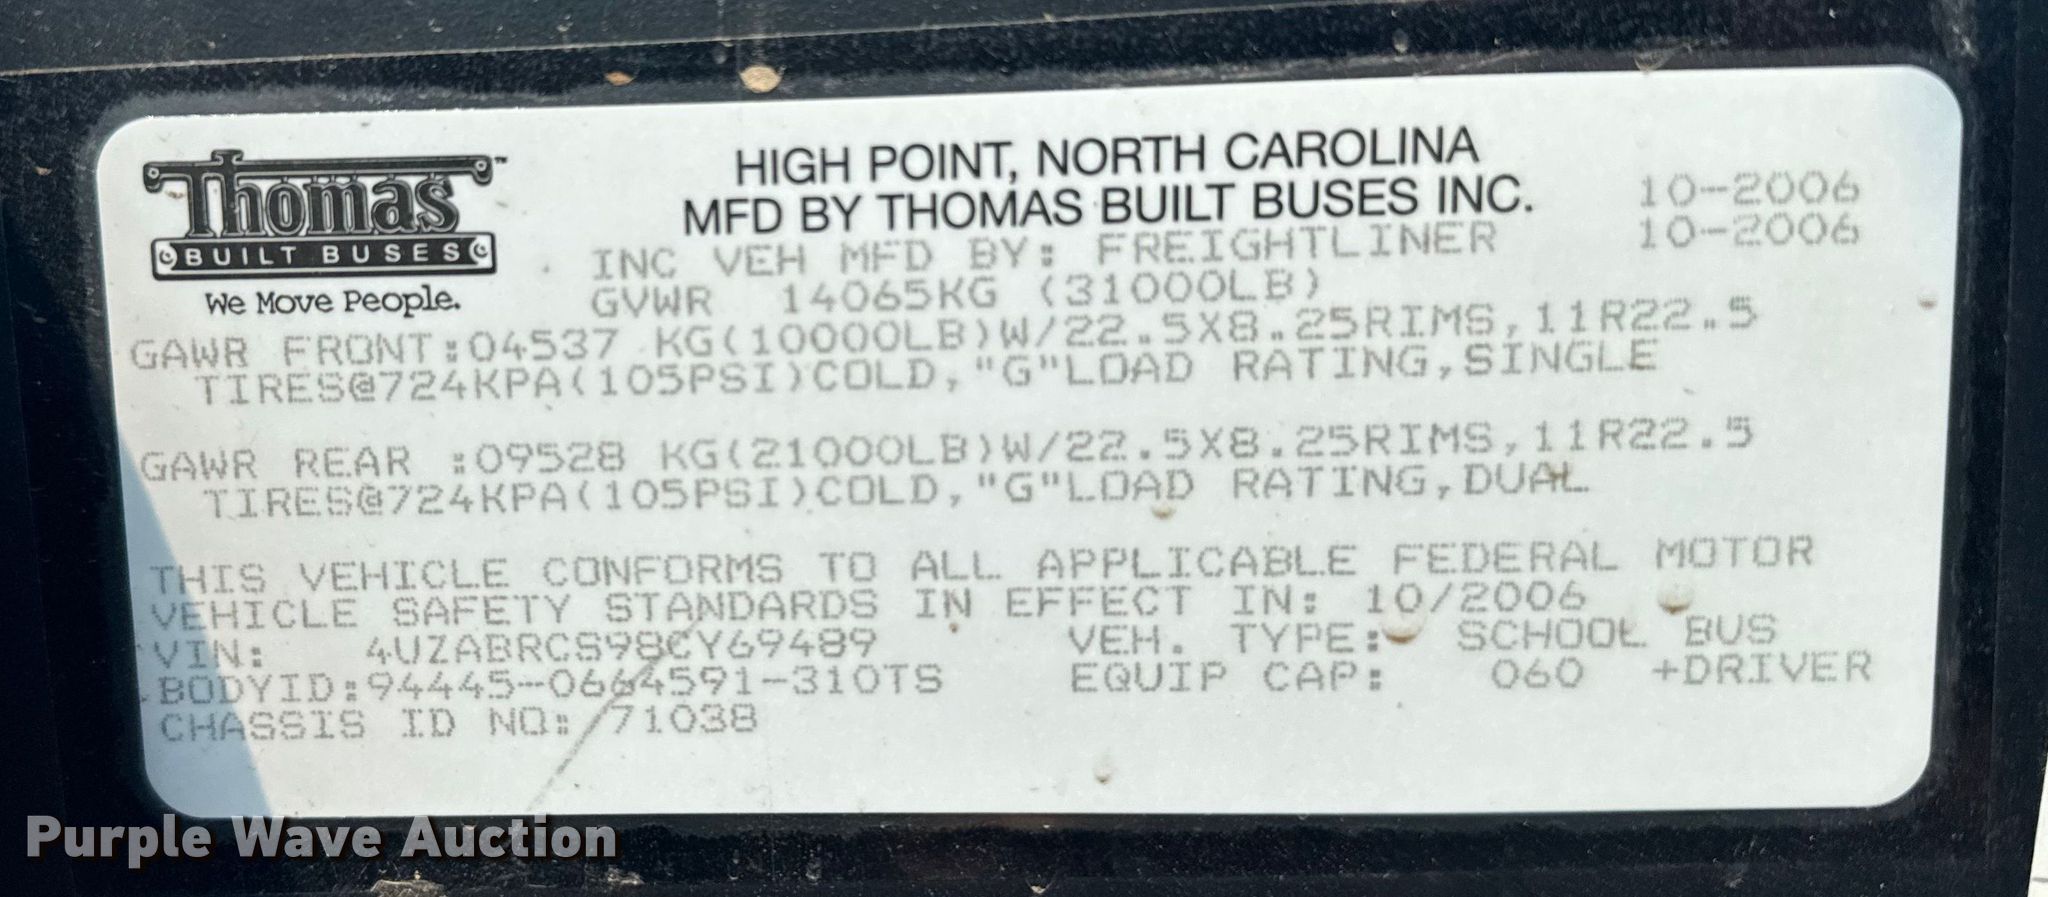 Thomas™
BUILT BUSES
We Move People.
HIGH POINT, NORTH CAROLINA
MFD BY THOMAS BUILT BUSES INC.
10-2006
INC VEH MFD BY: FREIGHTLINER 10-2006
GVWR 14065KG (31000LB)
GAWR FRONT:04537 KG(10000LB)W/22.5X8.25RIMS,11R22.5
TIRES@724KPA(105PSI)COLD,"G"LOAD RATING,SINGLE
GAWR REAR :09528 KG(21000LB)W/22.5X8.25RIMS,11R22.5
TIRES@724KPA(105PSI)COLD,"G"LOAD RATING,DUAL
THIS VEHICLE CONFORMS TO ALL APPLICABLE FEDERAL MOTOR
VEHICLE SAFETY STANDARDS IN EFFECT IN: 10/2006
VIN: 4UZABRCS98CY69489 VEH. TYPE: SCHOOL BUS
BODYID:94445-0664591-310TS EQUIP CAP: 060 +DRIVER
CHASSIS ID NO: 71038
Purple Wave Auction